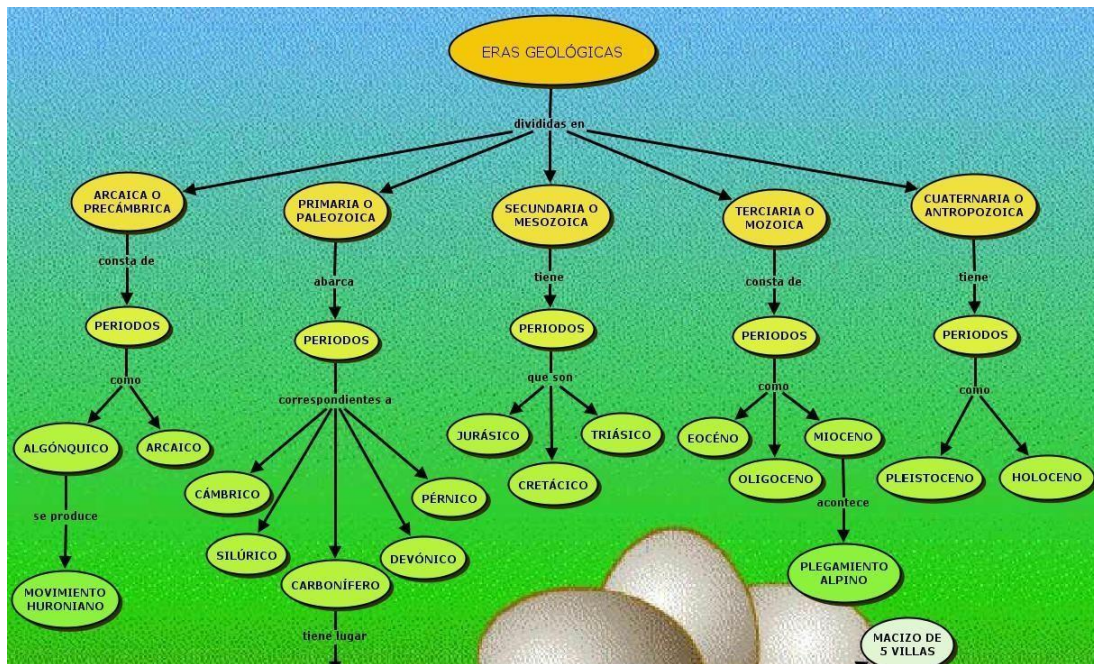 ERAS GEOLÓGICAS
divididas en
ARCAICA O
PRECÁMBRICA
PRIMARIA O
PALEOZOICA
SECUNDARIA O
MESOZOICA
TERCIARIA O
MOZOICA
CUATERNARIA O
ANTROPOZOICA
consta de
abarca
tiene
consta de
tiene
PERIODOS
PERIODOS
PERIODOS
PERIODOS
PERIODOS
como
correspondientes a
que son
como
como
ALGÓNQUICO
ARCAICO
CÁMBRICO
SILÚRICO
CARBONÍFERO
DEVÓNICO
PÉRNICO
JURÁSICO
CRETÁCICO
TRIÁSICO
EOCÉNO
OLIGOCENO
MIOCENO
PLEISTOCENO
HOLOCENO
se produce
acontece
MOVIMIENTO
HURONIANO
PLEGAMIENTO
ALPINO
tiene lugar
MACIZO DE
5 VILLAS